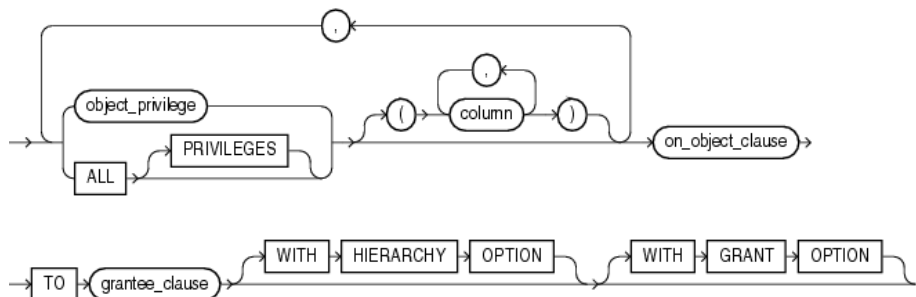 ,
object_privilege
ALL PRIVILEGES
( column , )
on_object_clause
TO grantee_clause WITH HIERARCHY OPTION WITH GRANT OPTION